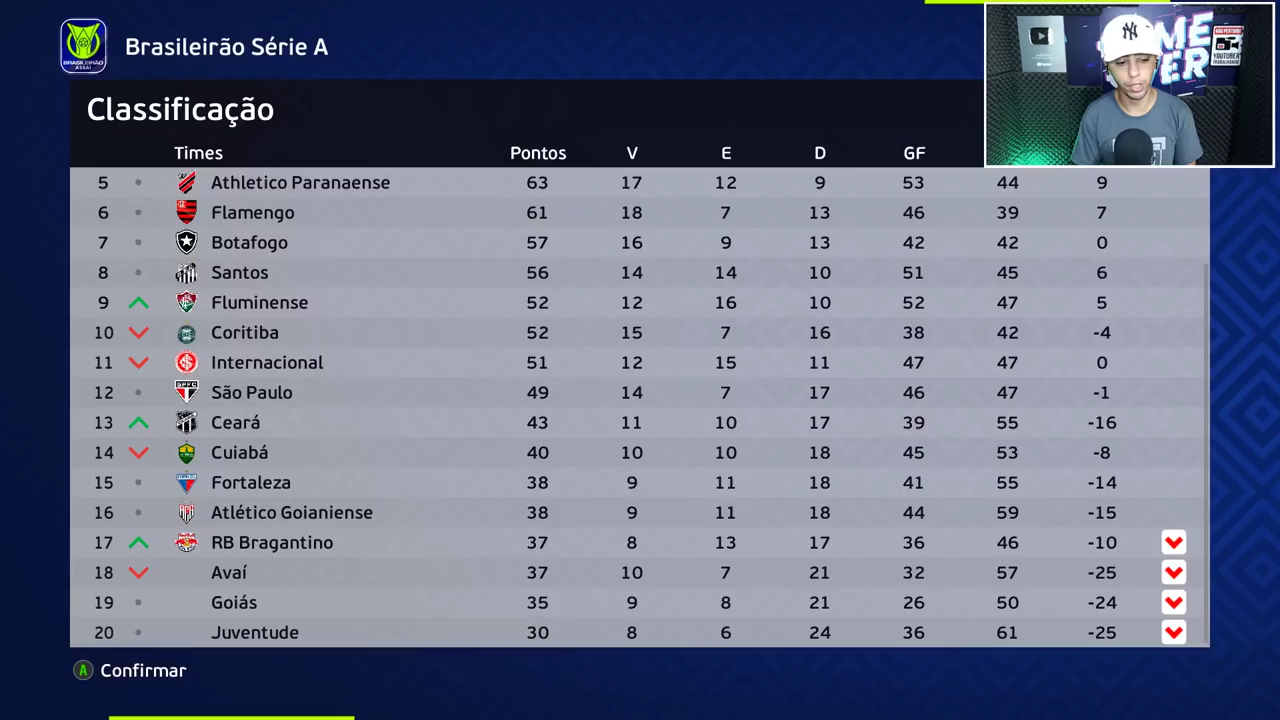 Brasileirão Série A
BRASILEIRÃO
ASSAÍ
NÃO PERTURBE
YOUTUBER
TRABALHANDO
Classificação
Times Pontos V E D GF
5 Athletico Paranaense 63 17 12 9 53 44 9
6 Flamengo 61 18 7 13 46 39 7
7 Botafogo 57 16 9 13 42 42 0
8 Santos 56 14 14 10 51 45 6
9 Fluminense 52 12 16 10 52 47 5
10 Coritiba 52 15 7 16 38 42 -4
11 Internacional 51 12 15 11 47 47 0
12 São Paulo 49 14 7 17 46 47 -1
13 Ceará 43 11 10 17 39 55 -16
14 Cuiabá 40 10 10 18 45 53 -8
15 Fortaleza 38 9 11 18 41 55 -14
16 Atlético Goianiense 38 9 11 18 44 59 -15
17 RB Bragantino 37 8 13 17 36 46 -10
18 Avaí 37 10 7 21 32 57 -25
19 Goiás 35 9 8 21 26 50 -24
20 Juventude 30 8 6 24 36 61 -25
A Confirmar